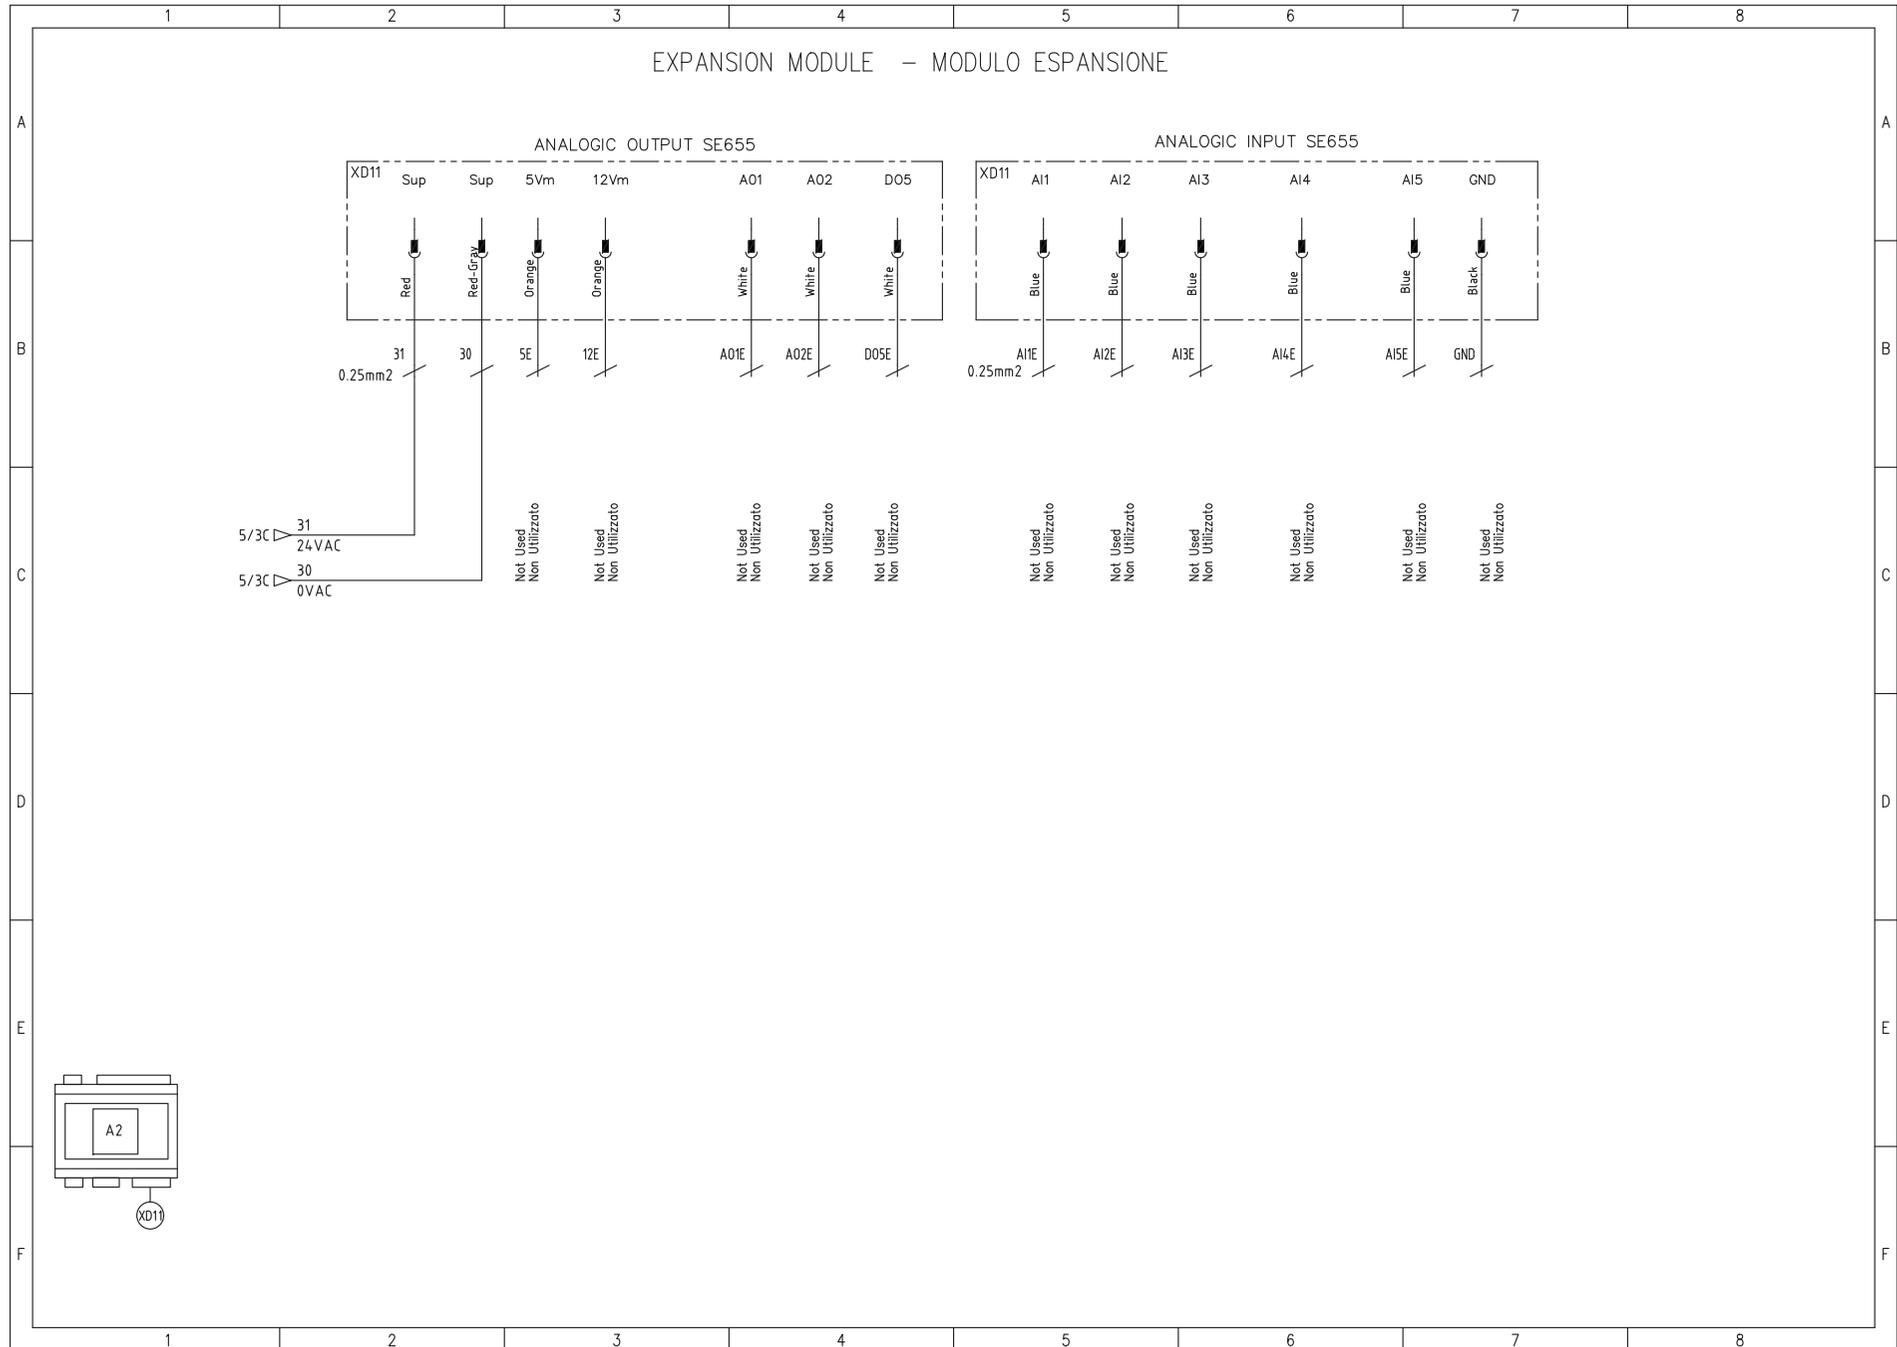 1 2 3 4 5 6 7 8
EXPANSION MODULE – MODULO ESPANSIONE
A A
ANALOGIC OUTPUT SE655
XD11 Sup Sup 5Vm 12Vm AO1 AO2 DO5
Red Red-Gray Orange Orange White White White
31 30 5E 12E AO1E AO2E DO5E
0.25mm2
ANALOGIC INPUT SE655
XD11 AI1 AI2 AI3 AI4 AI5 GND
Blue Blue Blue Blue Blue Black
AI1E AI2E AI3E AI4E AI5E GND
0.25mm2
B B
5/3C 31
24VAC
5/3C 30
0VAC
Not Used
Non Utilizzato
Not Used
Non Utilizzato
Not Used
Non Utilizzato
Not Used
Non Utilizzato
Not Used
Non Utilizzato
Not Used
Non Utilizzato
Not Used
Non Utilizzato
Not Used
Non Utilizzato
Not Used
Non Utilizzato
Not Used
Non Utilizzato
Not Used
Non Utilizzato
C C
D D
E E
A2
XD11
F F
1 2 3 4 5 6 7 8